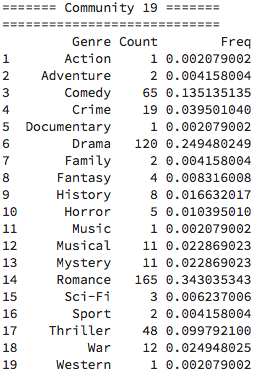 ======= Community 19 =======
============================
Genre Count Freq
1 Action 1 0.002079002
2 Adventure 2 0.004158004
3 Comedy 65 0.135135135
4 Crime 19 0.039501040
5 Documentary 1 0.002079002
6 Drama 120 0.249480249
7 Family 2 0.004158004
8 Fantasy 4 0.008316008
9 History 8 0.016632017
10 Horror 5 0.010395010
11 Music 1 0.002079002
12 Musical 11 0.022869023
13 Mystery 11 0.022869023
14 Romance 165 0.343035343
15 Sci-Fi 3 0.006237006
16 Sport 2 0.004158004
17 Thriller 48 0.099792100
18 War 12 0.024948025
19 Western 1 0.002079002